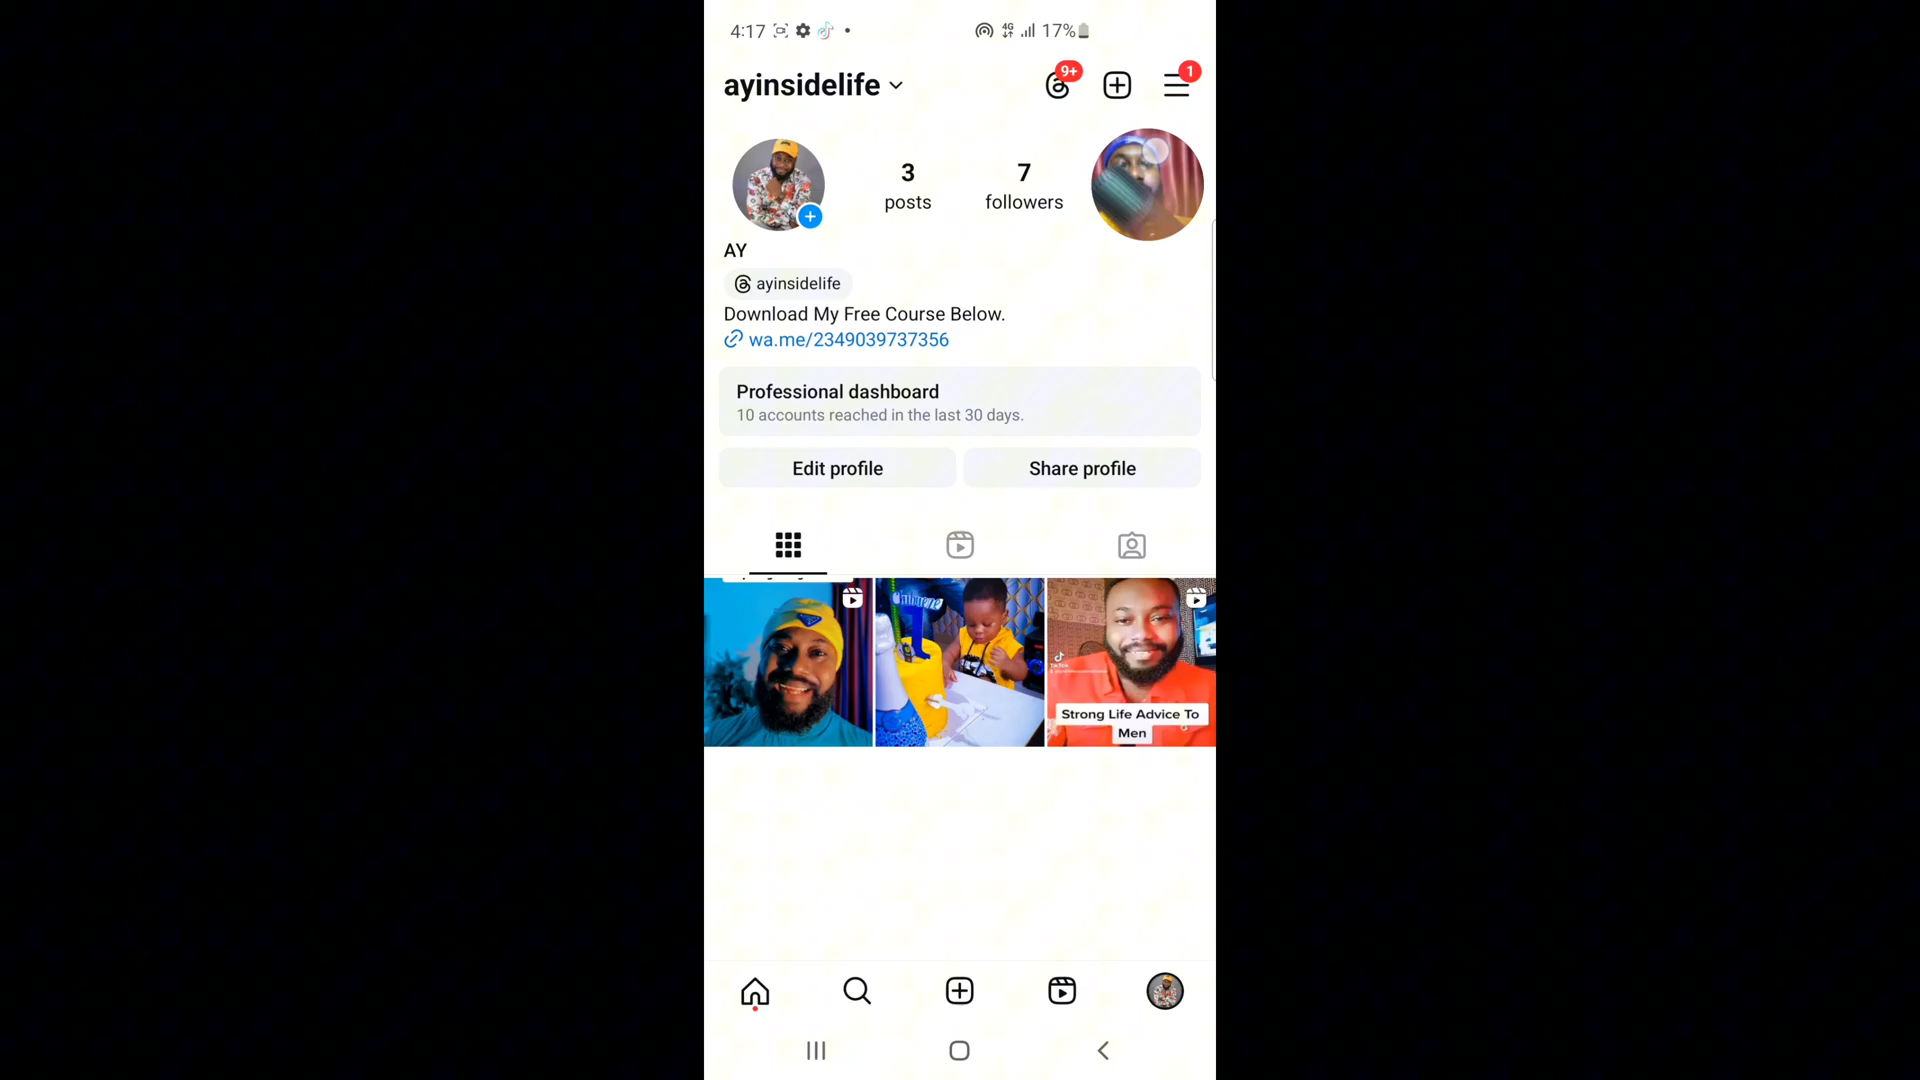 4:17 4G 17%
ayinsidelife 9+ 1
3 7
posts followers
AY
ayinsidelife
Download My Free Course Below.
wa.me/2349039737356
Professional dashboard
10 accounts reached in the last 30 days.
Edit profile Share profile
TikTok
Strong Life Advice To
Men